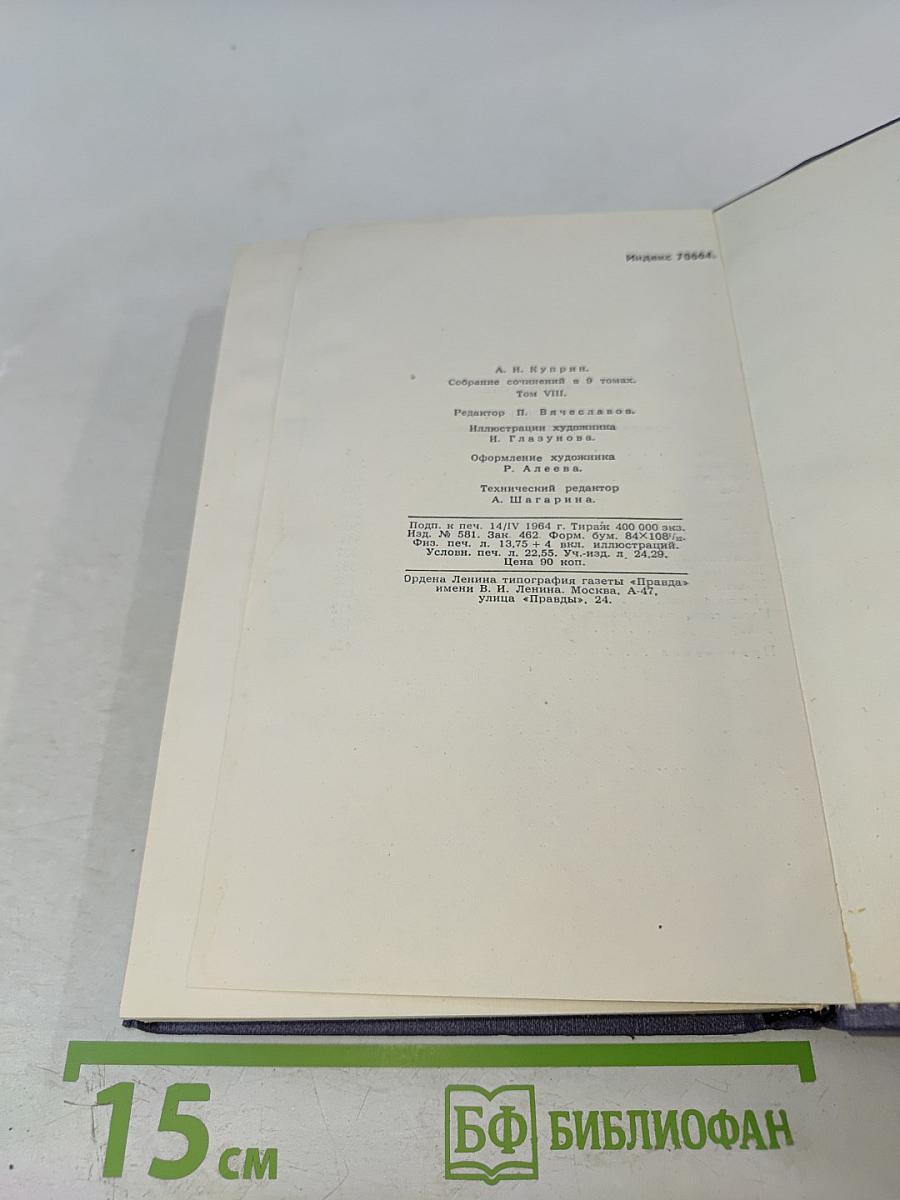 Индекс 70664.
А. И. Куприн.
Собрание сочинений в 9 томах.
Том VIII.
Редактор П. Вячеславов.
Иллюстрации художника
И. Глазунова.
Оформление художника
Р. Алеева.
Технический редактор
А. Шагарина.
Подп. к печ. 14/IV 1964 г. Тираж 400 000 экз.
Изд. № 581. Зак. 462. Форм. бум. 84×108¹/₃₂.
Физ. печ. л. 13,75 + 4 вкл. иллюстраций.
Условн. печ. л. 22,55. Уч.-изд. л. 24,29.
Цена 90 коп.
Ордена Ленина типография газеты «Правда»
имени В. И. Ленина. Москва, А-47,
улица «Правды», 24.
15 см
БФ БИБЛИОФАН